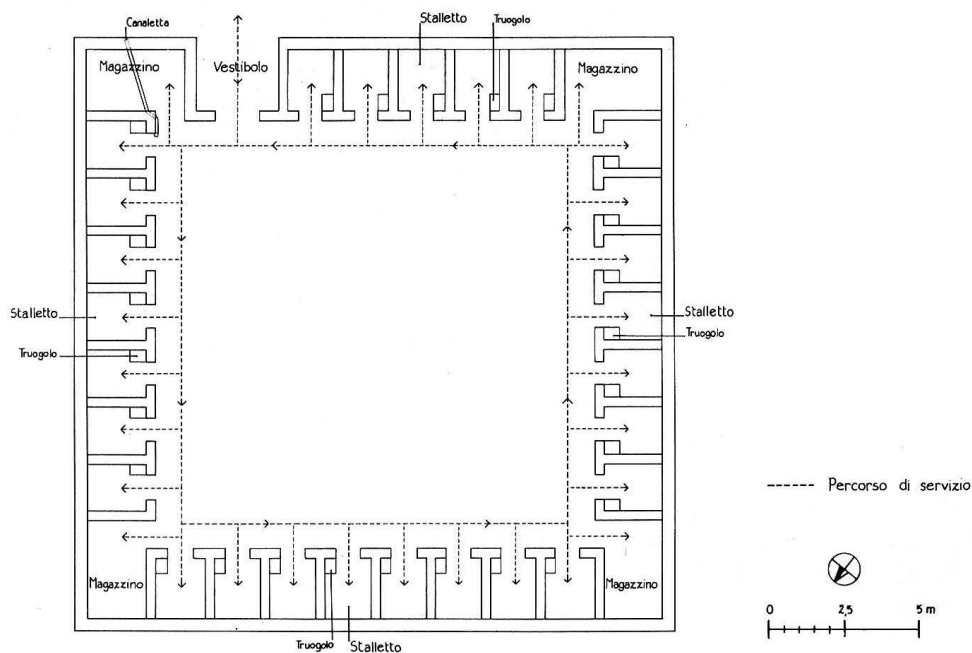 Canaletta
Stalletto
Truogolo
Magazzino
Vestibolo
Magazzino
Stalletto
Stalletto
Truogolo
Truogolo
Percorso di servizio
Magazzino
Magazzino
0 2,5 5 m
Truogolo
Stalletto